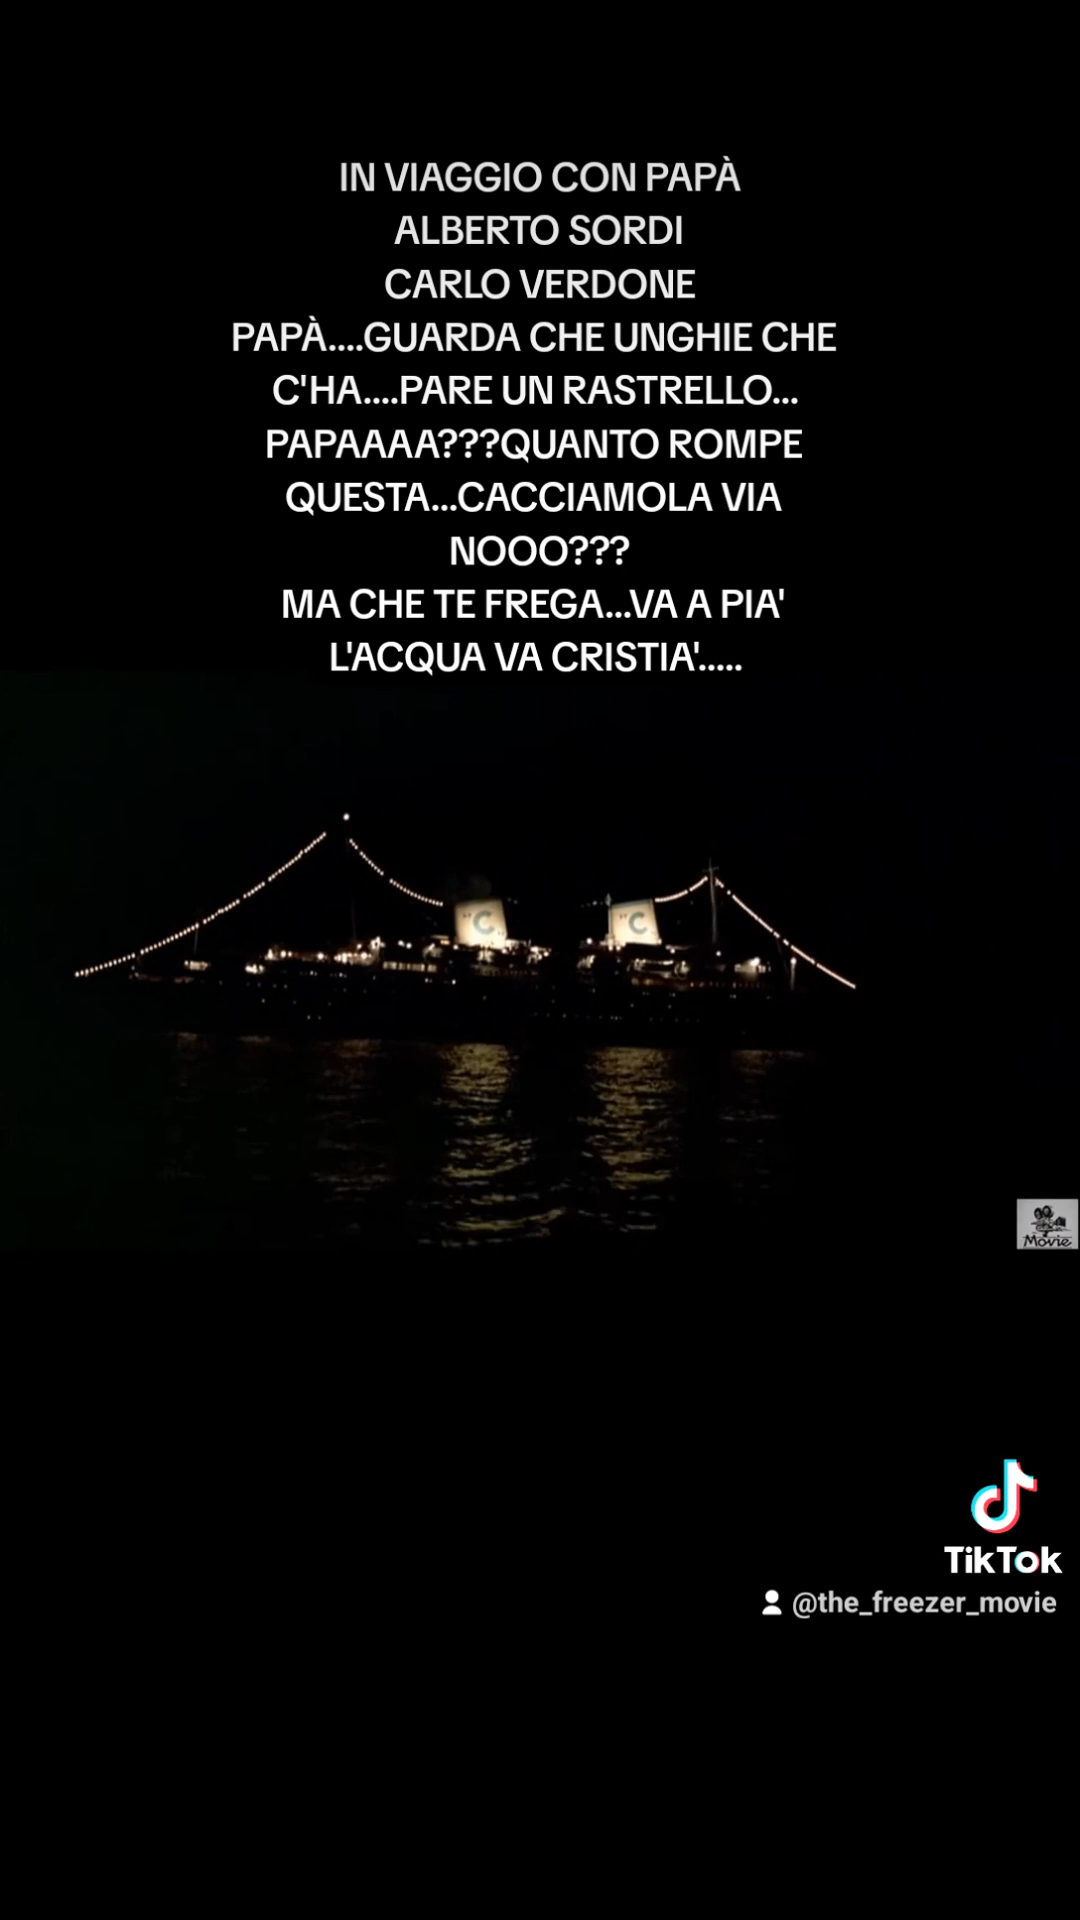 IN VIAGGIO CON PAPÀ
ALBERTO SORDI
CARLO VERDONE
PAPÀ....GUARDA CHE UNGHIE CHE
C'HA....PARE UN RASTRELLO...
PAPAAAA???QUANTO ROMPE
QUESTA...CACCIAMOLA VIA
NOOO???
MA CHE TE FREGA...VA A PIA'
L'ACQUA VA CRISTIA'.....
"C"
"C"
Movie
TikTok
@the_freezer_movie